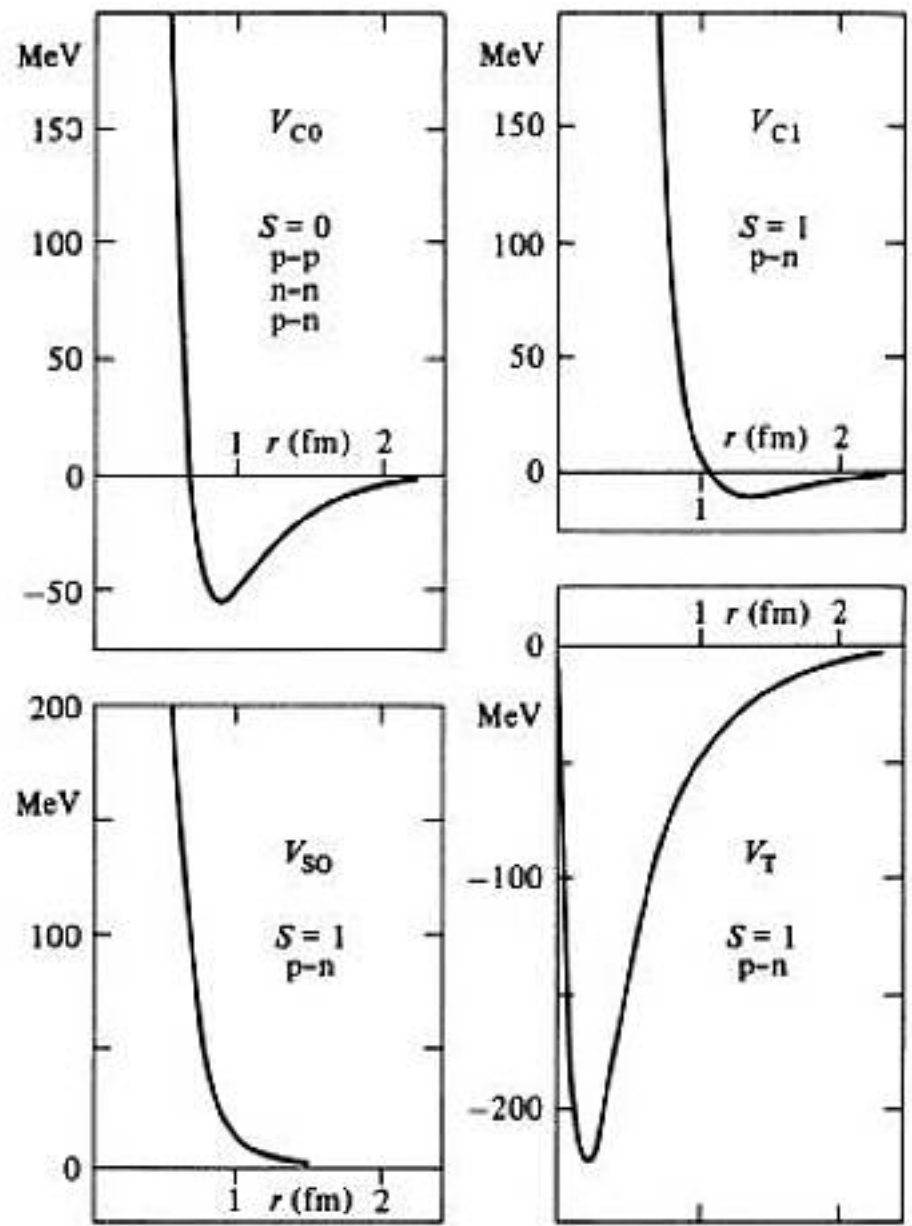 MeV
150
100
50
0
-50
V_C0
S = 0
p-p
n-n
p-n
1 r (fm) 2
MeV
150
100
50
0
V_C1
S = 1
p-n
r (fm) 2
1
200
MeV
100
0
V_SO
S = 1
p-n
1 r (fm) 2
1 r (fm) 2
0
MeV
-100
-200
V_T
S = 1
p-n